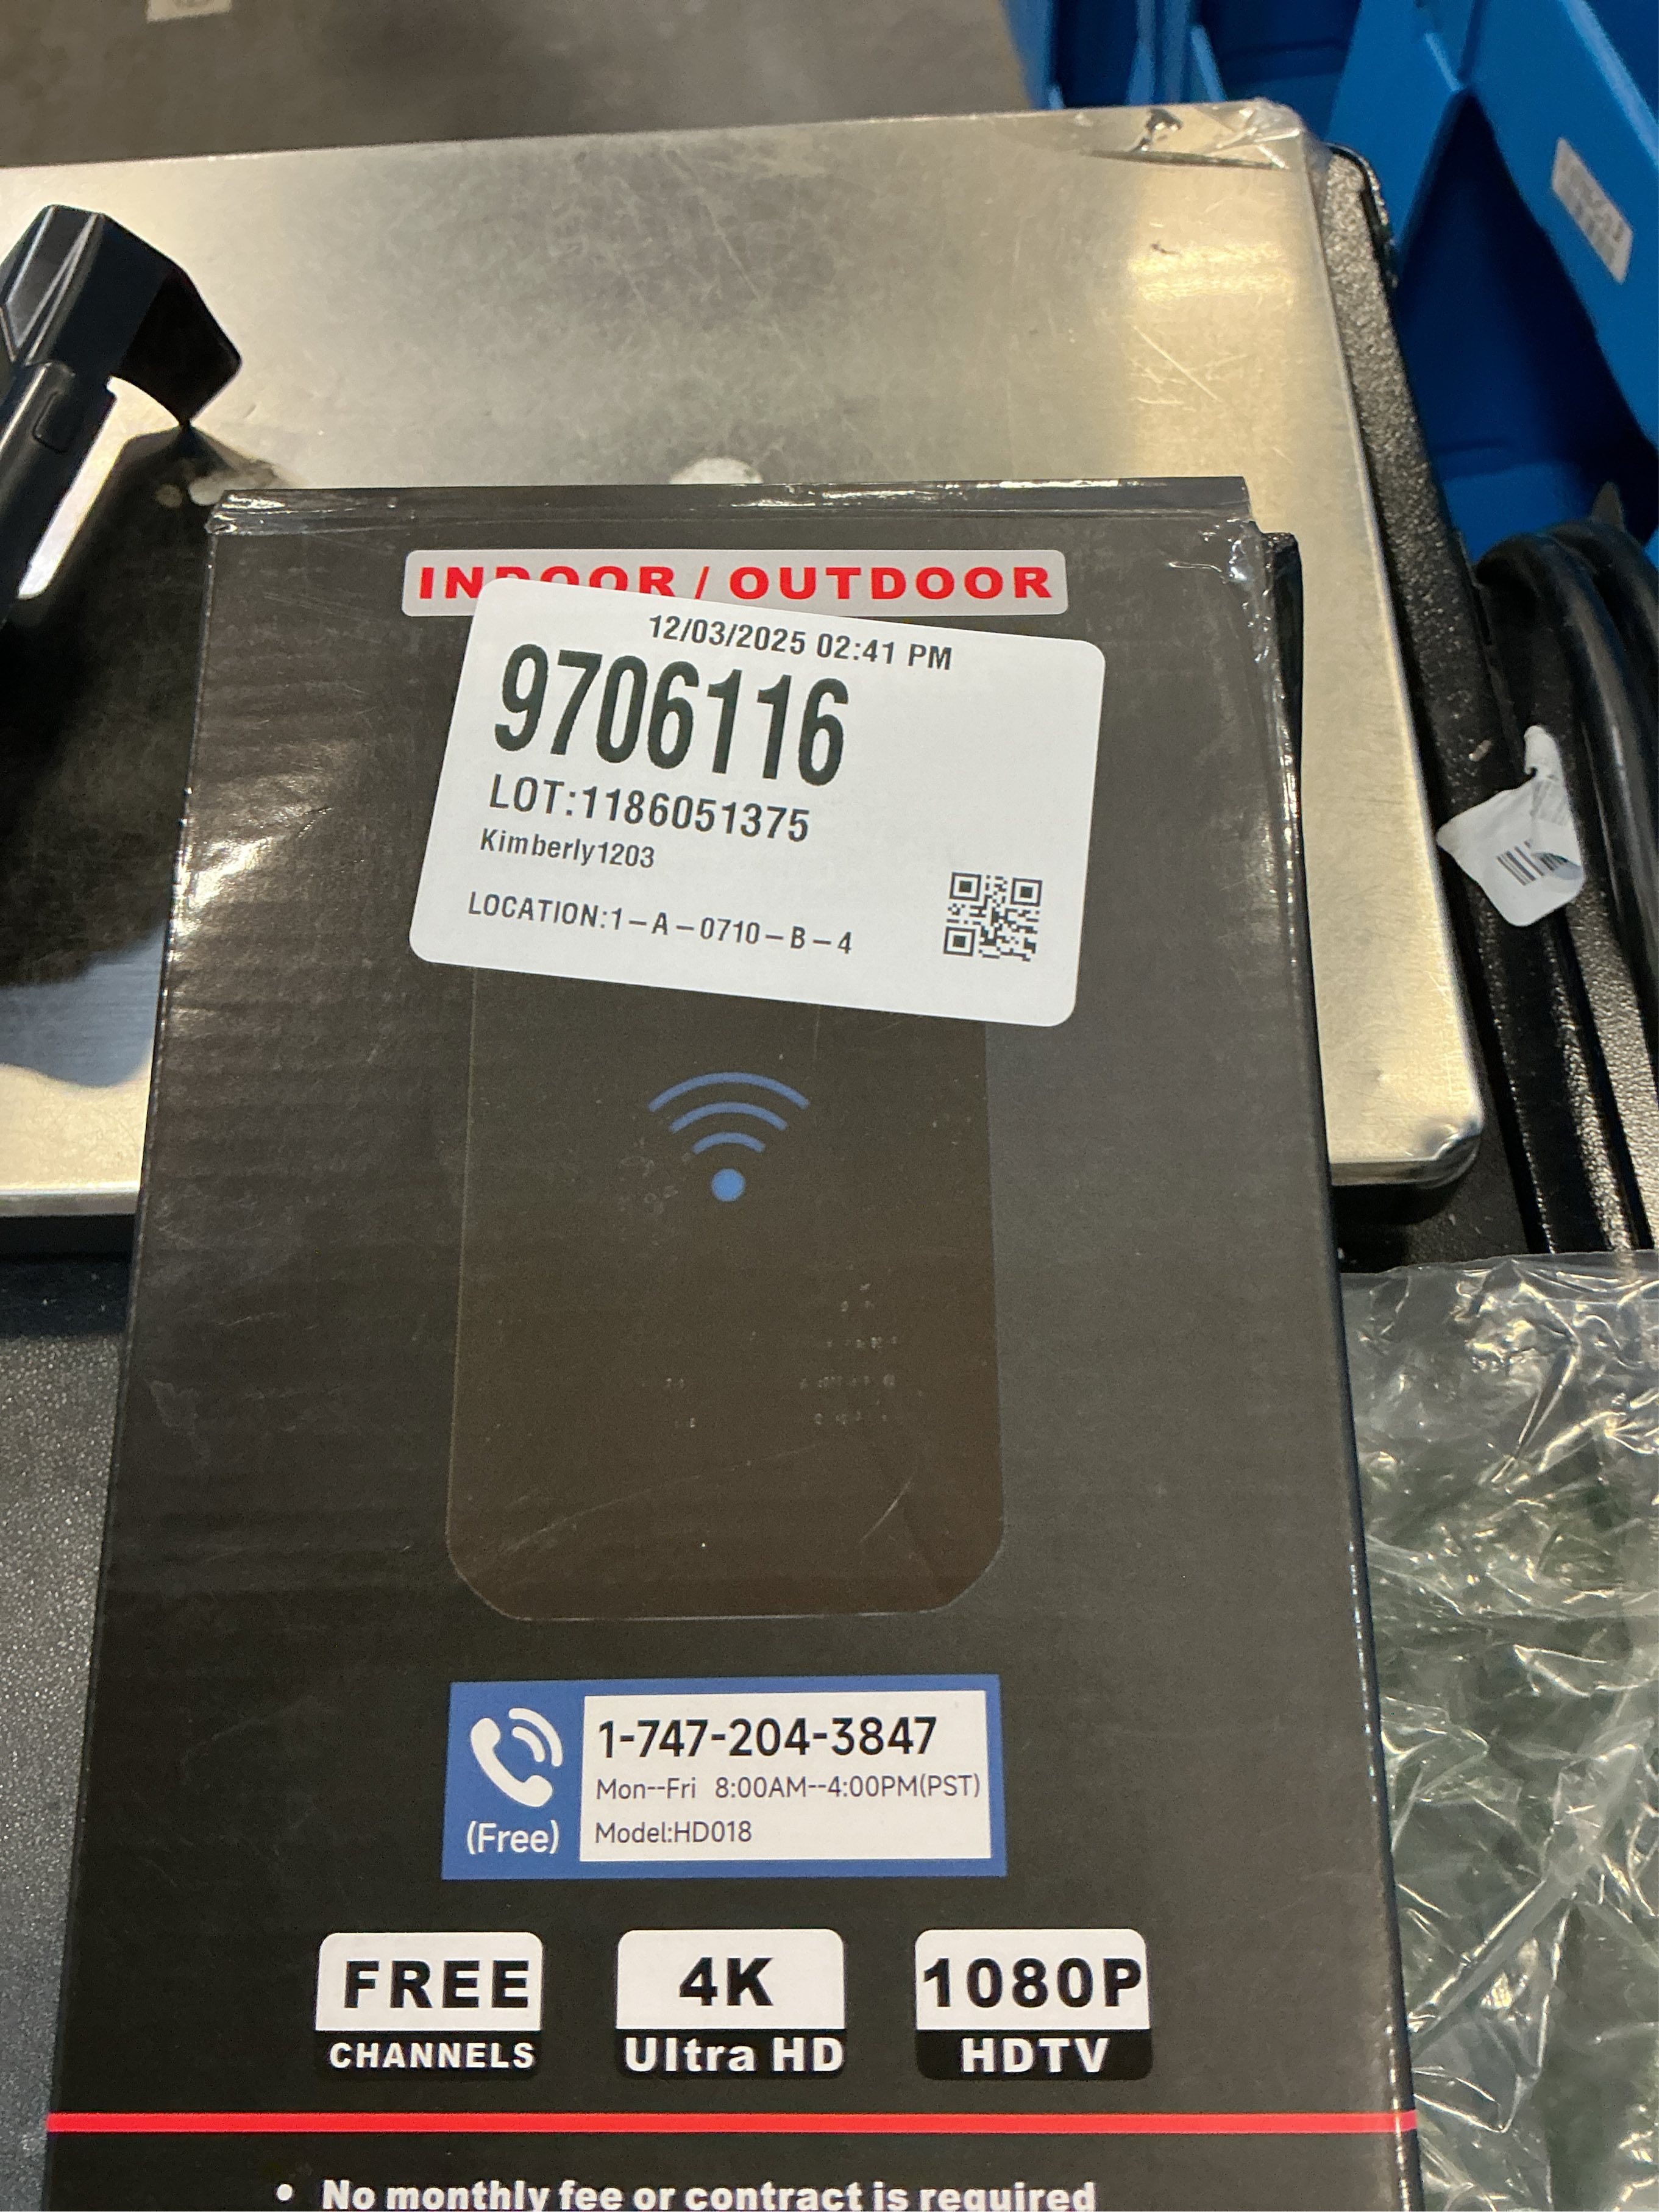 INDOOR / OUTDOOR
12/03/2025 02:41 PM
9706116
LOT:1186051375
Kimberly1203
LOCATION:1-A-0710-B-4
1-747-204-3847
Mon--Fri 8:00AM--4:00PM(PST)
(Free)
Model:HD018
FREE
CHANNELS
4K
Ultra HD
1080P
HDTV
• No monthly fee or contract is required